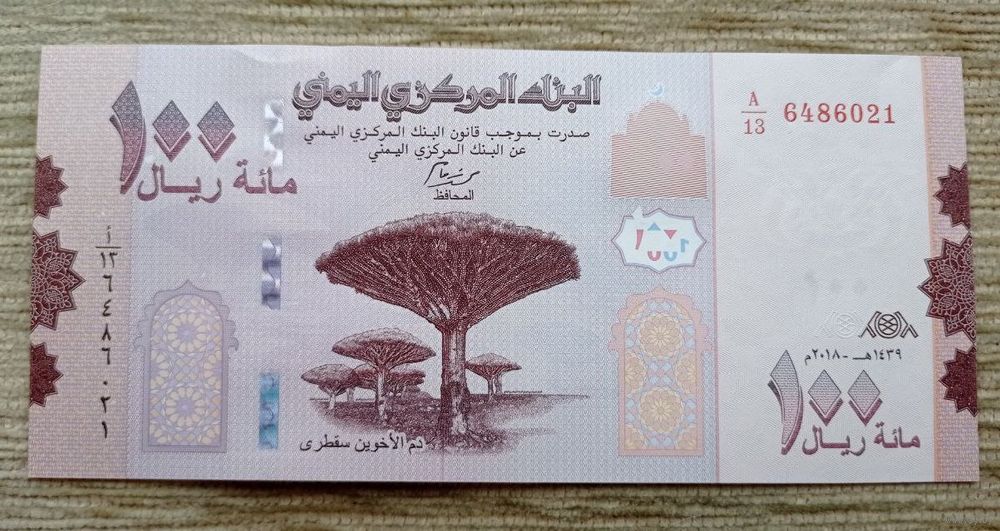 البنك المركزي اليمني
صدرت بموجب قانون البنك المركزي اليمني
عن البنك المركزي اليمني
المحافظ
١٠٠
مائة ريال
A/13 6486021
أ/١٣ ٦٤٨٦٠٢١
دم الأخوين سقطرى
١٤٣٩هـ - ٢٠١٨م
١٠٠
مائة ريال